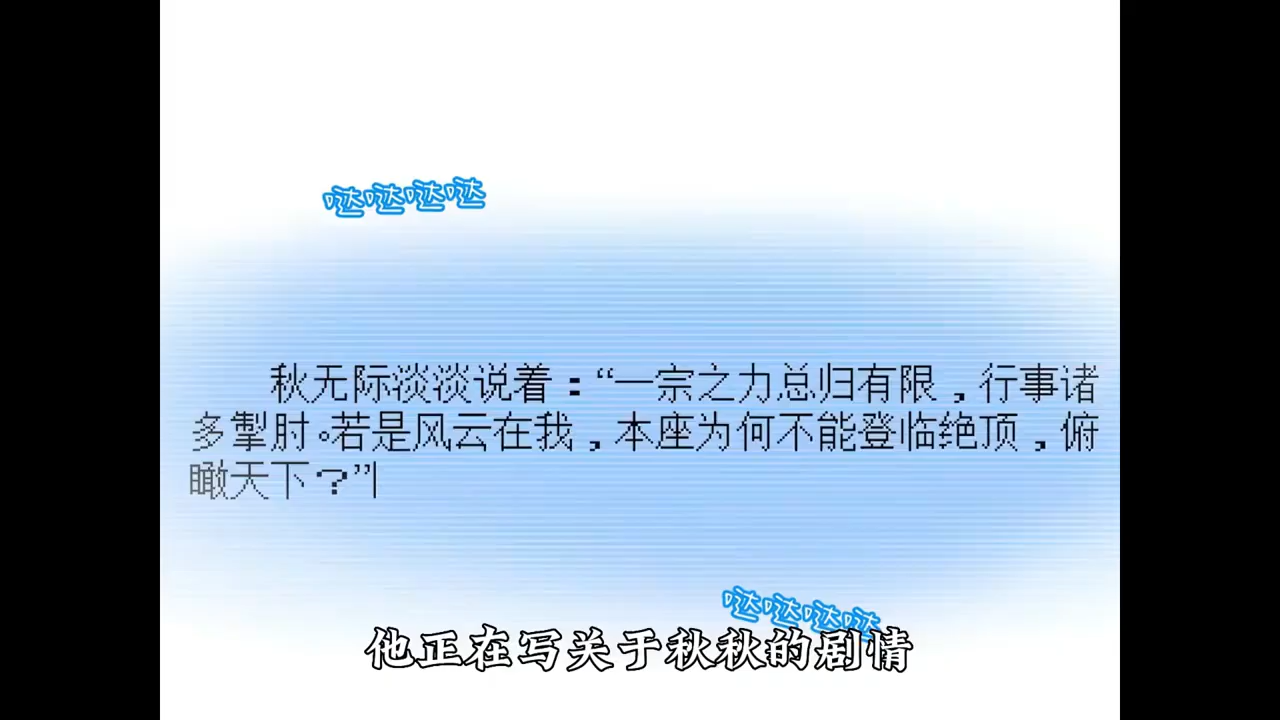 哒哒哒哒
秋无际淡淡说着：“一宗之力总归有限，行事诸
多掣肘。若是风云在我，本座为何不能登临绝顶，俯
瞰天下？”
哒哒哒哒
他正在写关于秋秋的剧情